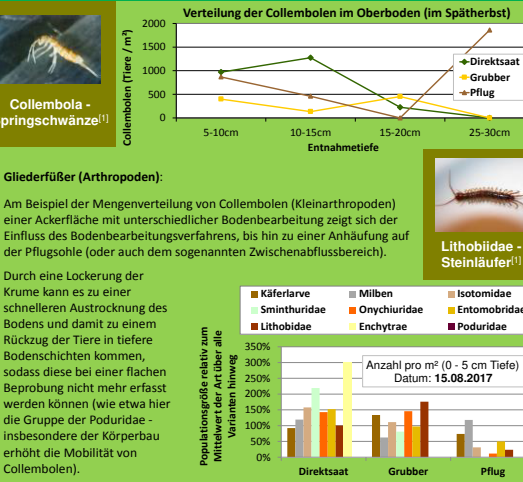 Verteilung der Collembolen im Oberboden (im Spätherbst)
Collembolen (Tiere / m²)
2000
1500
1000
500
0
5-10cm 10-15cm 15-20cm 25-30cm
Entnahmetiefe
Direktsaat
Grubber
Pflug
Collembola -
pringschwänze[1]
Gliederfüßer (Arthropoden):
Am Beispiel der Mengenverteilung von Collembolen (Kleinarthropoden)
einer Ackerfläche mit unterschiedlicher Bodenbearbeitung zeigt sich der
Einfluss des Bodenbearbeitungsverfahrens, bis hin zu einer Anhäufung auf
der Pflugsohle (oder auch dem sogenannten Zwischenabflussbereich).
Lithobiidae -
Steinläufer[1]
Durch eine Lockerung der
Krume kann es zu einer
schnelleren Austrocknung des
Bodens und damit zu einem
Rückzug der Tiere in tiefere
Bodenschichten kommen,
sodass diese bei einer flachen
Beprobung nicht mehr erfasst
werden können (wie etwa hier
die Gruppe der Poduridae -
insbesondere der Körperbau
erhöht die Mobilität von
Collembolen).
Käferlarve Milben Isotomidae
Sminthuridae Onychiuridae Entomobridae
Lithobidae Enchytrae Poduridae
Populationsgröße relativ zum
Mittelwert der Art über alle
Varianten hinweg
350%
300%
250%
200%
150%
100%
50%
0%
Anzahl pro m² (0 - 5 cm Tiefe)
Datum: 15.08.2017
Direktsaat Grubber Pflug